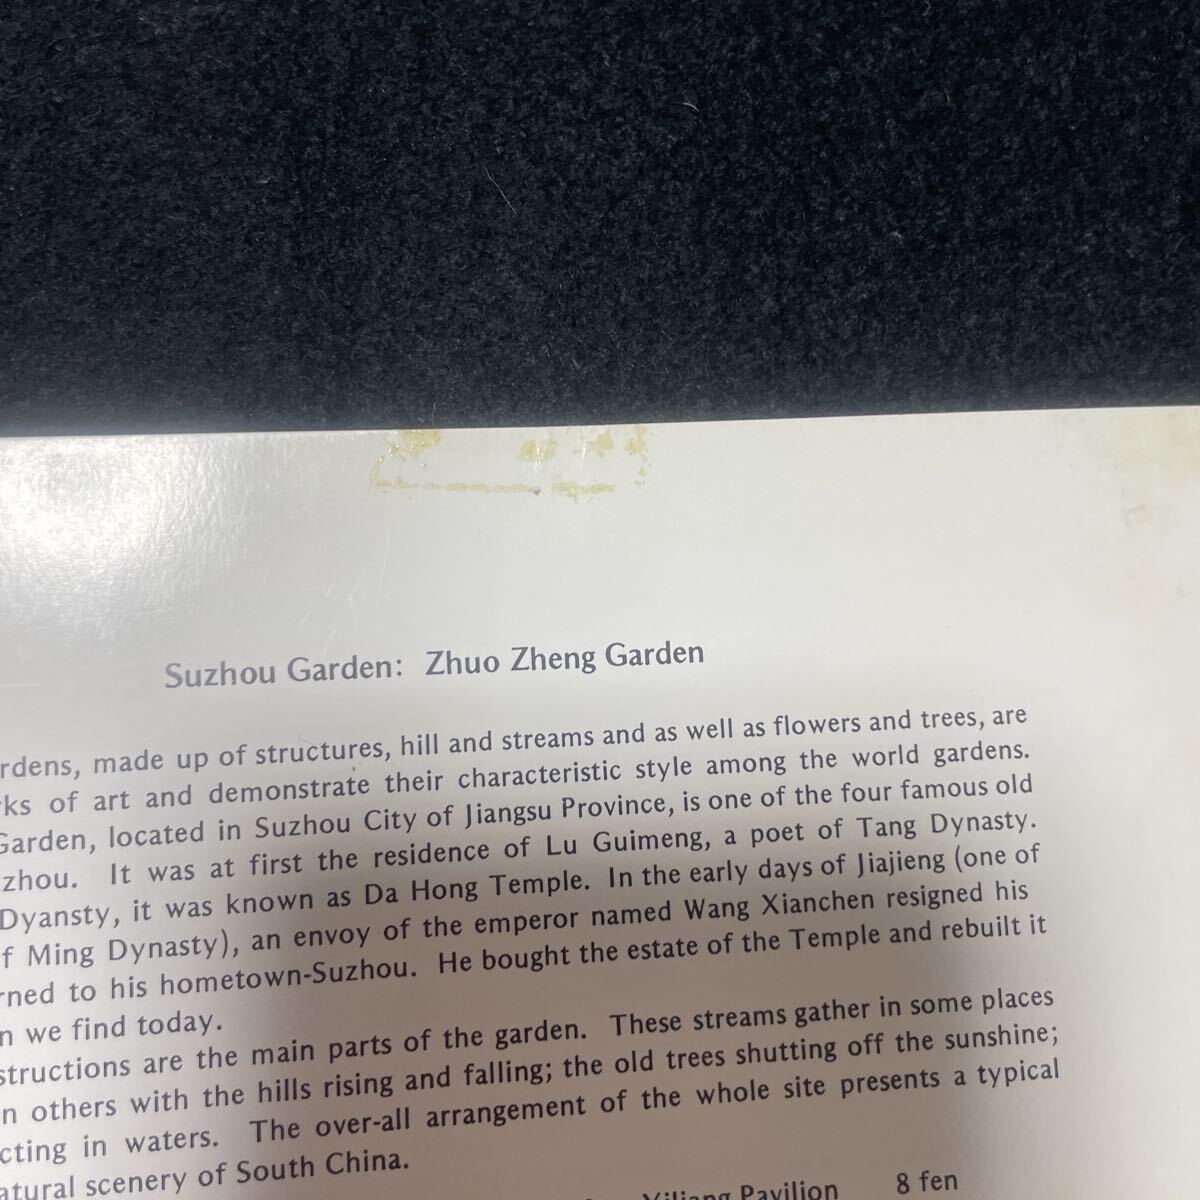 Suzhou Garden: Zhuo Zheng Garden
rdens, made up of structures, hill and streams and as well as flowers and trees, are
rks of art and demonstrate their characteristic style among the world gardens.
Garden, located in Suzhou City of Jiangsu Province, is one of the four famous old
zhou. It was at first the residence of Lu Guimeng, a poet of Tang Dynasty.
Dyansty, it was known as Da Hong Temple. In the early days of Jiajieng (one of
f Ming Dynasty), an envoy of the emperor named Wang Xianchen resigned his
rned to his hometown-Suzhou. He bought the estate of the Temple and rebuilt it
n we find today.
structions are the main parts of the garden. These streams gather in some places
n others with the hills rising and falling; the old trees shutting off the sunshine;
cting in waters. The over-all arrangement of the whole site presents a typical
atural scenery of South China.
Yiliang Pavilion 8 fen